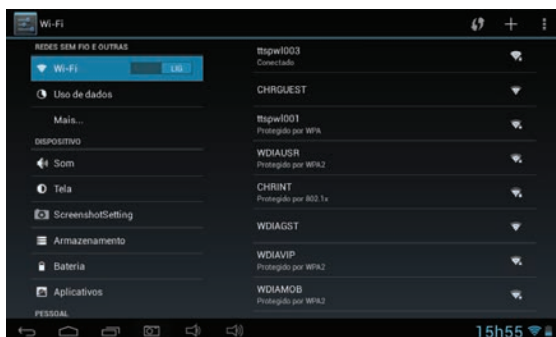 Wi-Fi
REDES SEM FIO E OUTRAS
Wi-Fi
LIG
Uso de dados
Mais...
DISPOSITIVO
Som
Tela
ScreenshotSetting
Armazenamento
Bateria
Aplicativos
PESSOAL
ttspwl003
Conectado
CHRGUEST
ttspwl001
Protegido por WPA
WDIAUSR
Protegido por WPA2
CHRINT
Protegido por 802.1x
WDIAGST
WDIAVIP
Protegido por WPA2
WDIAMOB
Protegido por WPA2
15h55